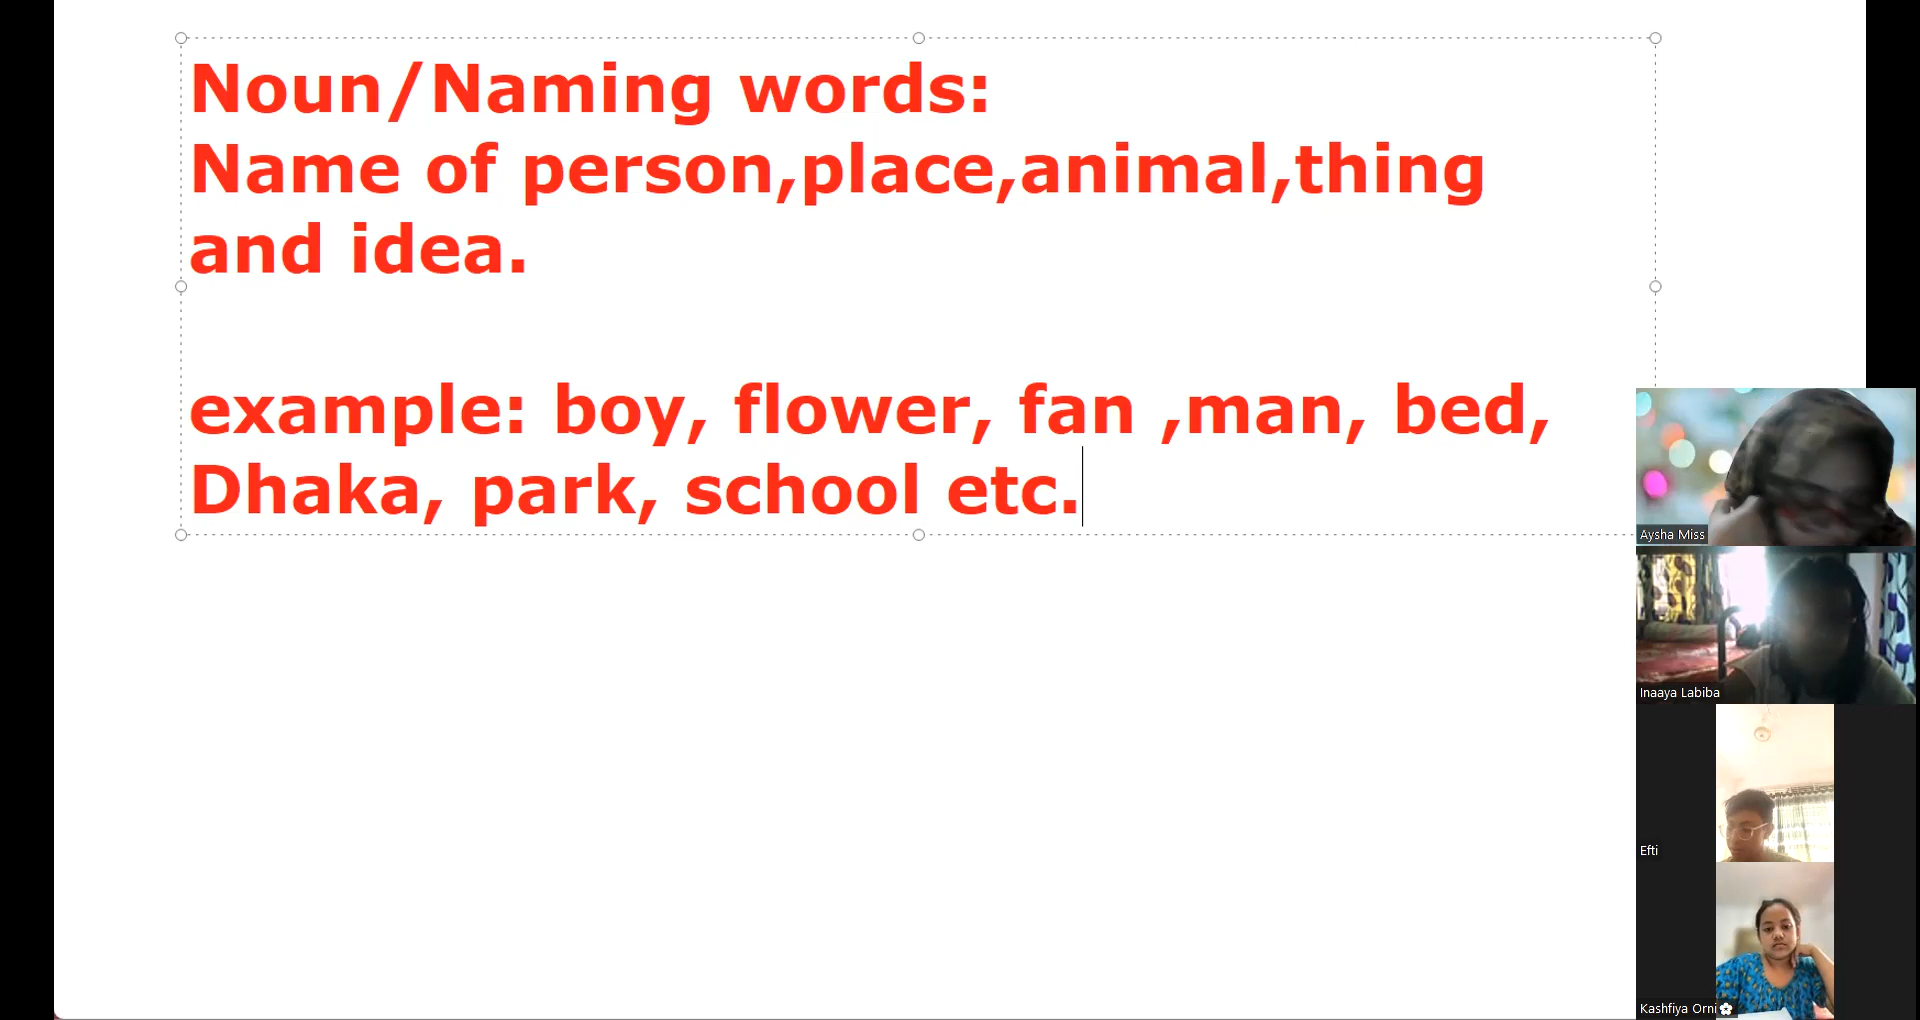 Noun/Naming words:
Name of person,place,animal,thing
and idea.
example: boy, flower, fan ,man, bed,
Dhaka, park, school etc.
Aysha Miss
Inaaya Labiba
Efti
Kashfiya Orni